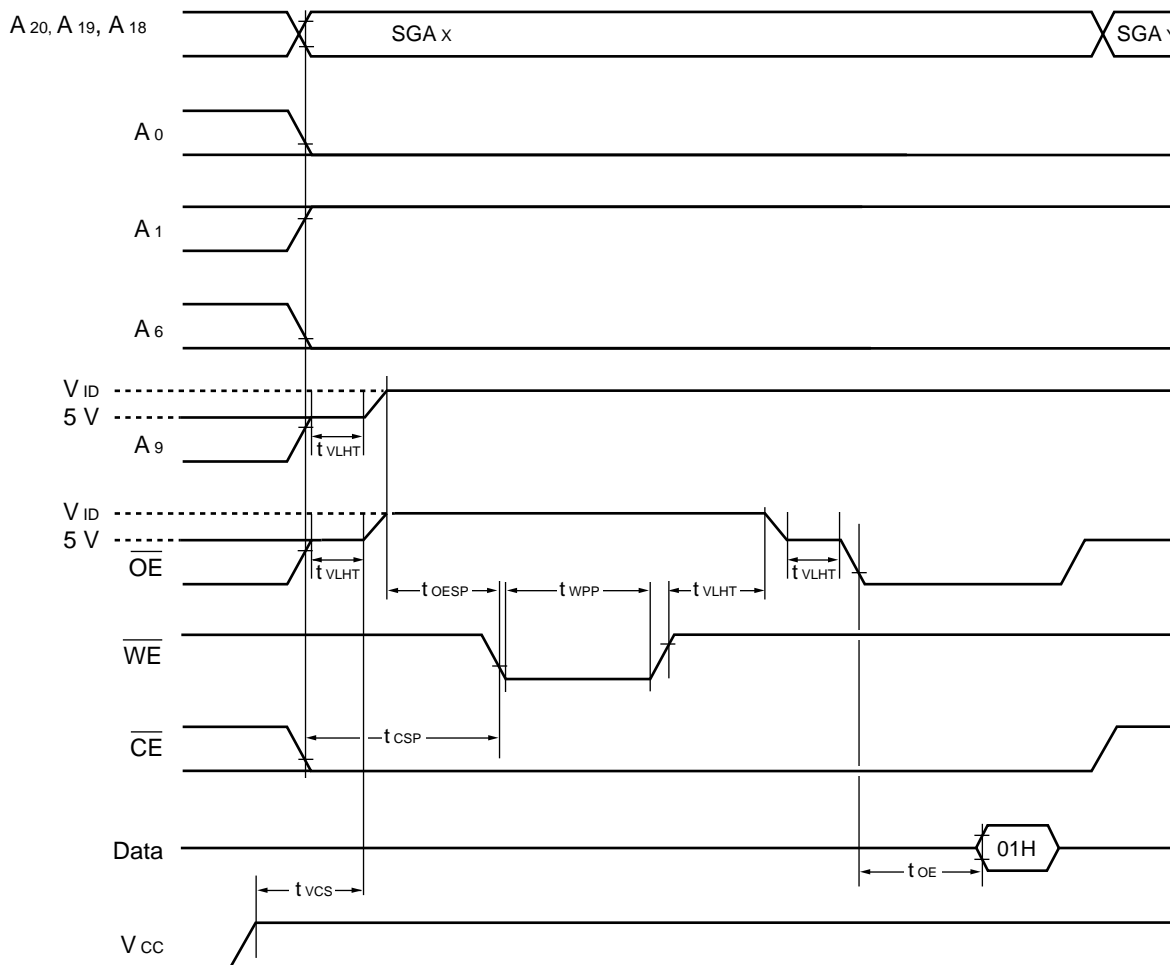 A 20, A 19, A 18
SGA X
SGA Y
A 0
A 1
A 6
V ID
5 V
A 9
t VLHT
V ID
5 V
OE
t VLHT
t VLHT
t OESP
t WPP
t VLHT
WE
CE
t CSP
Data
01H
t OE
t VCS
V CC